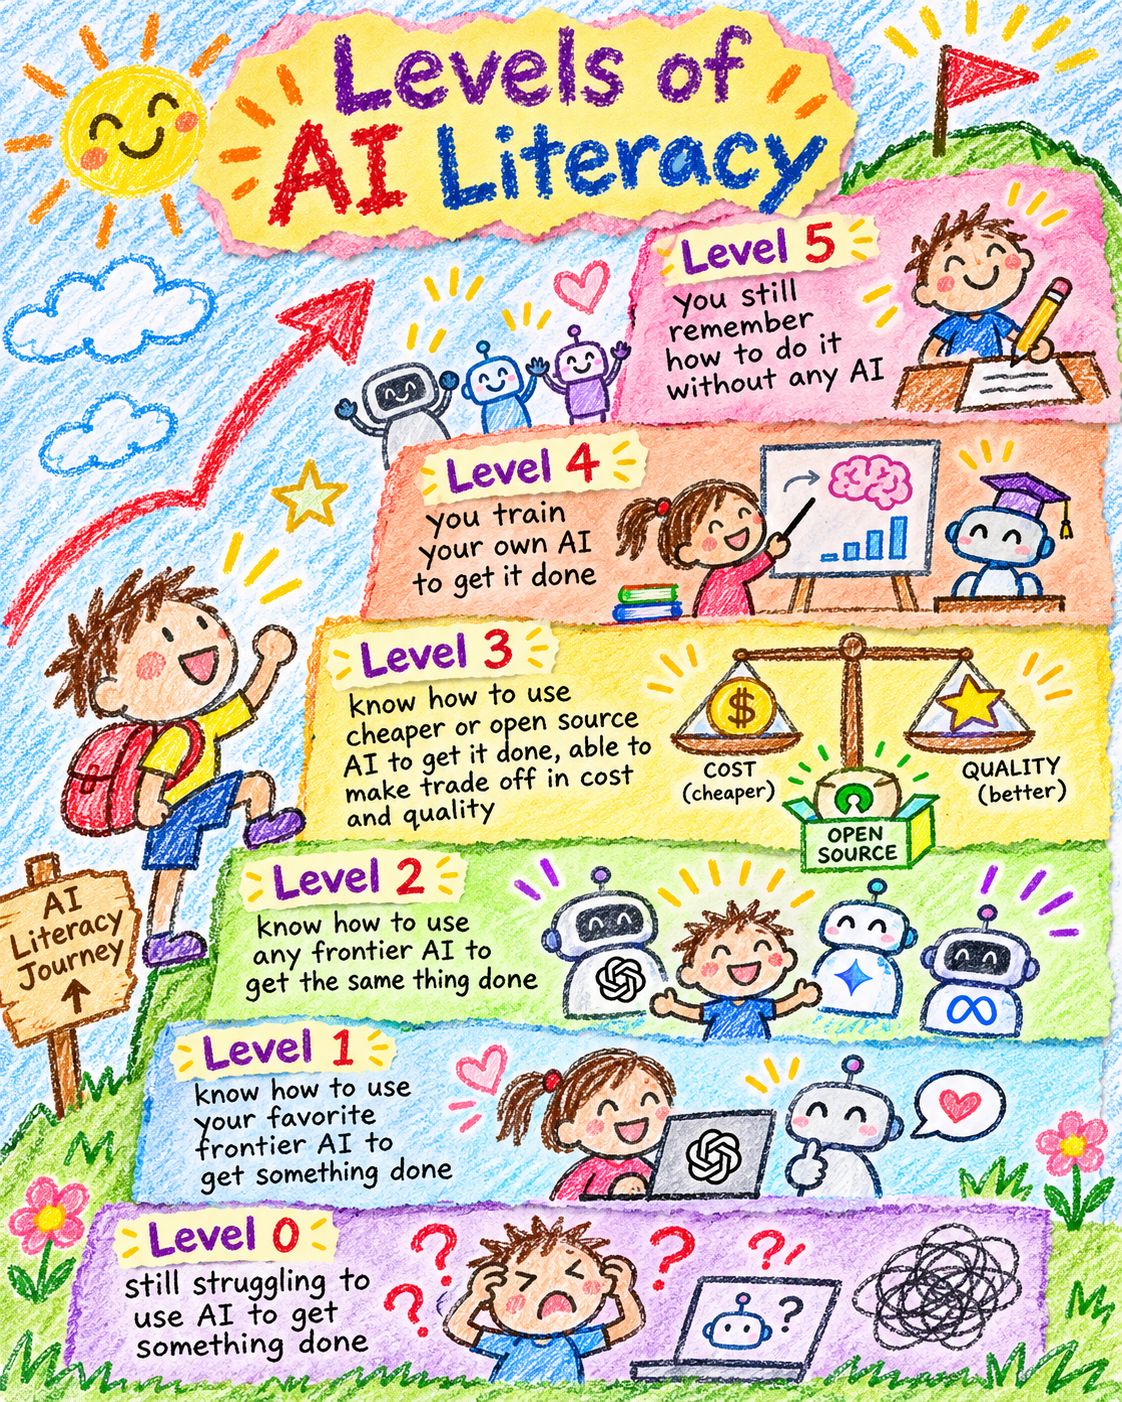 Levels of
AI Literacy
Level 5
you still
remember
how to do it
without any AI
Level 4
you train
your own AI
to get it done
Level 3
know how to use
cheaper or open source
AI to get it done, able to
make trade off in cost
and quality
$
COST
(cheaper)
QUALITY
(better)
OPEN
SOURCE
Level 2
know how to use
any frontier AI to
get the same thing done
AI
Literacy
Journey
Level 1
know how to use
your favorite
frontier AI to
get something done
Level 0
still struggling to
use AI to get
something done
? ? ? ?
?